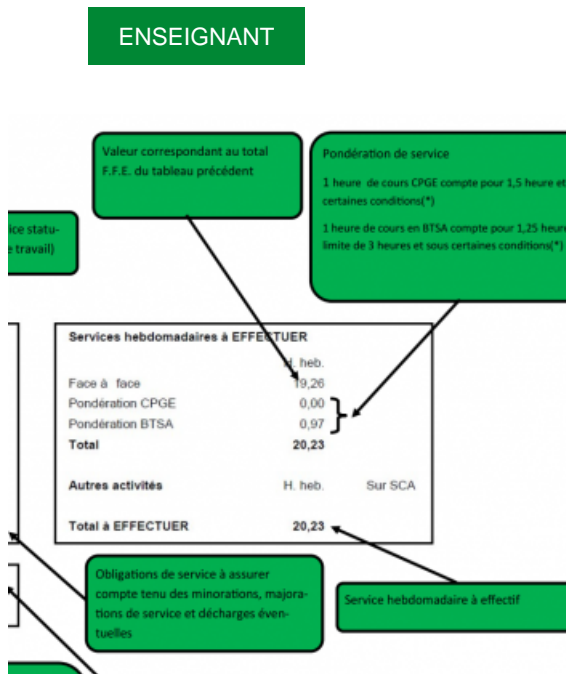 ENSEIGNANT
Valeur correspondant au total
F.F.E. du tableau précédent
Pondération de service
1 heure de cours CPGE compte pour 1,5 heure et
certaines conditions(*)
1 heure de cours en BTSA compte pour 1,25 heure
limite de 3 heures et sous certaines conditions(*)
ice statu-
e travail)
Services hebdomadaires à EFFECTUER
H. heb.
Face à face 19,26
Pondération CPGE 0,00
Pondération BTSA 0,97
Total 20,23
Autres activités H. heb. Sur SCA
Total à EFFECTUER 20,23
Obligations de service à assurer
compte tenu des minorations, majora-
tions de service et décharges éven-
tuelles
Service hebdomadaire à effectif